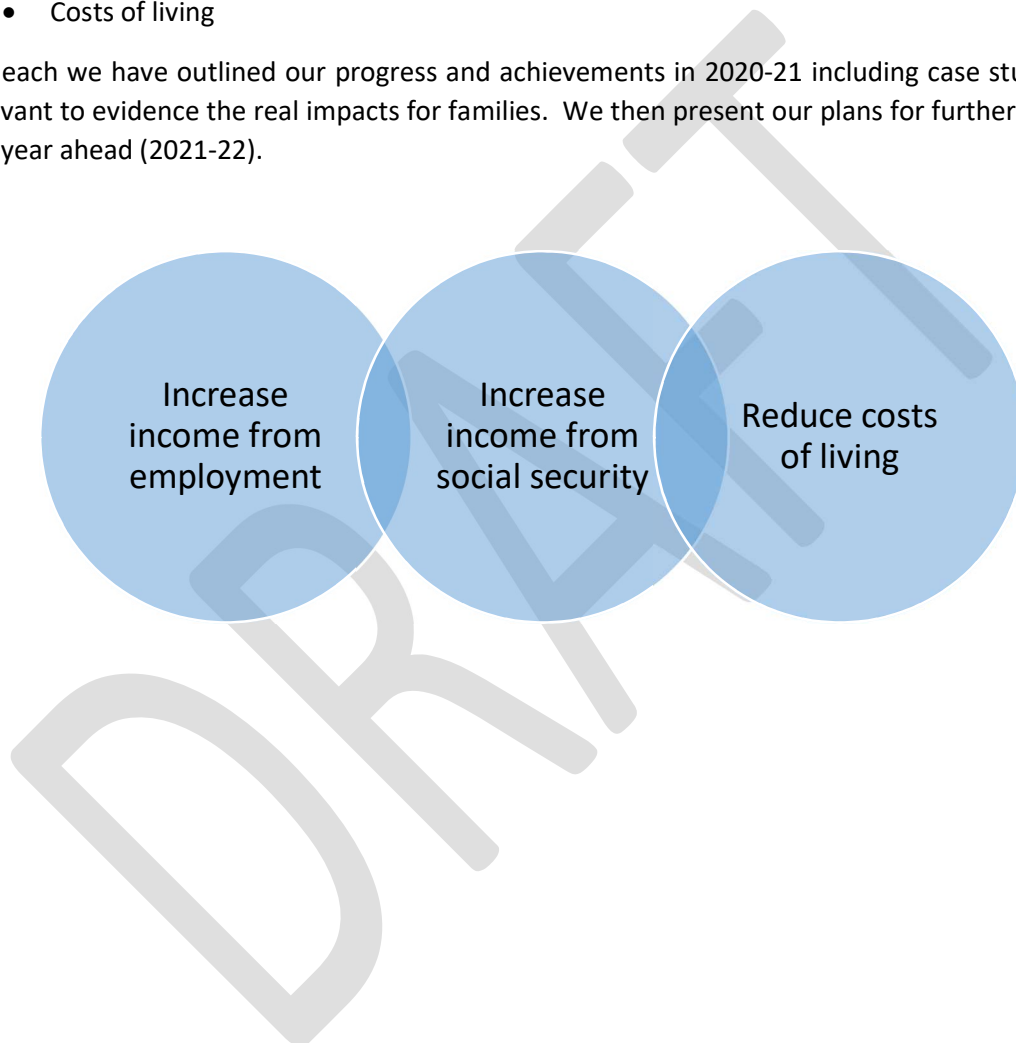 • Costs of living
each we have outlined our progress and achievements in 2020-21 including case stu
vant to evidence the real impacts for families. We then present our plans for further
year ahead (2021-22).
Increase
income from
employment
Increase
income from
social security
Reduce costs
of living
DRAFT